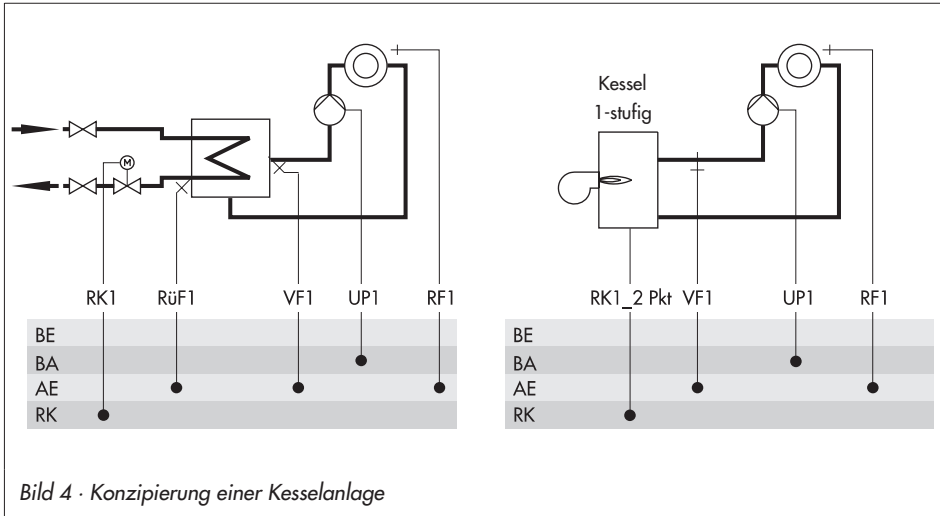 Kessel
1-stufig
M
RK1 RüF1 VF1 UP1 RF1
RK1_2 Pkt VF1 UP1 RF1
BE
BA
AE
RK
BE
BA
AE
RK
Bild 4 · Konzipierung einer Kesselanlage